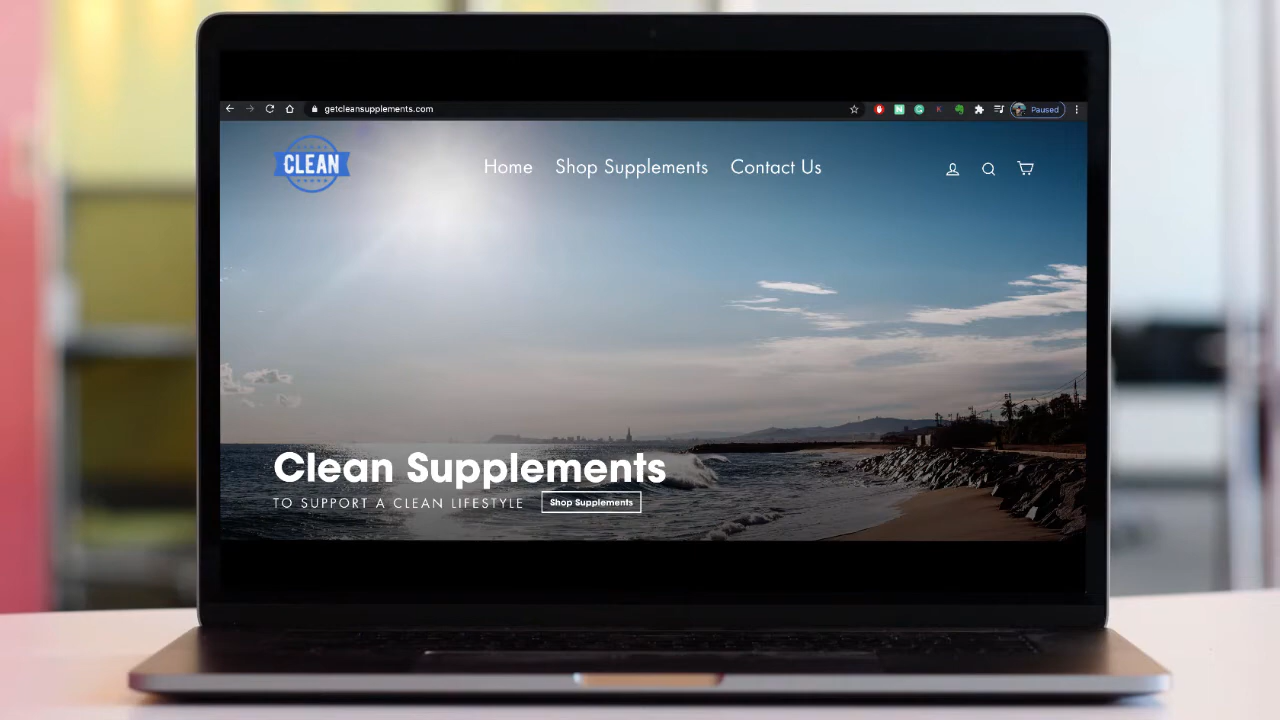 getcleansupplements.com
Paused
CLEAN
Home Shop Supplements Contact Us
Clean Supplements
TO SUPPORT A CLEAN LIFESTYLE Shop Supplements